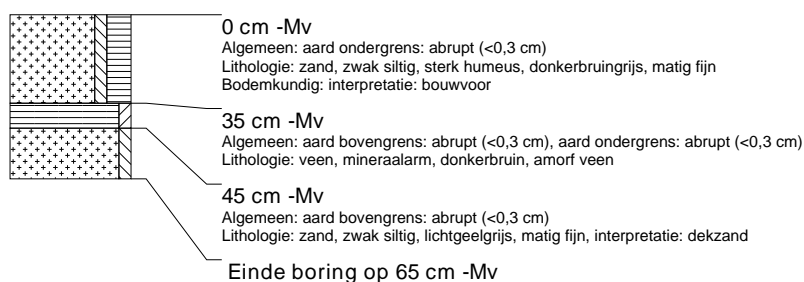 0 cm -Mv
Algemeen: aard ondergrens: abrupt (<0,3 cm)
Lithologie: zand, zwak siltig, sterk humeus, donkerbruingrijs, matig fijn
Bodemkundig: interpretatie: bouwvoor
35 cm -Mv
Algemeen: aard bovengrens: abrupt (<0,3 cm), aard ondergrens: abrupt (<0,3 cm)
Lithologie: veen, mineraalarm, donkerbruin, amorf veen
45 cm -Mv
Algemeen: aard bovengrens: abrupt (<0,3 cm)
Lithologie: zand, zwak siltig, lichtgeelgrijs, matig fijn, interpretatie: dekzand
Einde boring op 65 cm -Mv